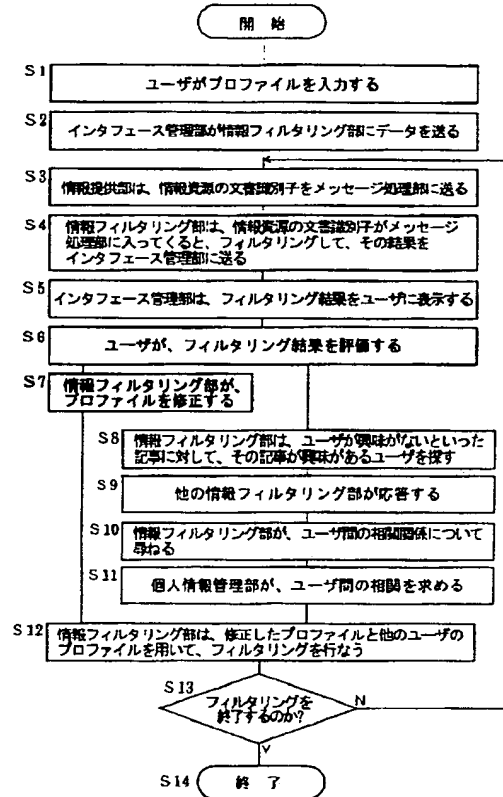 開 始
S1
ユーザがプロファイルを入力する
S2
インタフェース管理部が情報フィルタリング部にデータを送る
S3
情報提供部は、情報資源の文書識別子をメッセージ処理部に送る
S4
情報フィルタリング部は、情報資源の文書識別子がメッセージ
処理部に入ってくると、フィルタリングして、その結果を
インタフェース管理部に送る
S5
インタフェース管理部は、フィルタリング結果をユーザに表示する
S6
ユーザが、フィルタリング結果を評価する
S7
情報フィルタリング部が、
プロファイルを修正する
S8
情報フィルタリング部は、ユーザが興味がないといった
記事に対して、その記事が興味があるユーザを探す
S9
他の情報フィルタリング部が応答する
S10
情報フィルタリング部が、ユーザ間の相関関係について
尋ねる
S11
個人情報管理部が、ユーザ間の相関を求める
S12
情報フィルタリング部は、修正したプロファイルと他のユーザの
プロファイルを用いて、フィルタリングを行なう
S13
フィルタリングを
終了するのか?
N
Y
S14
終 了